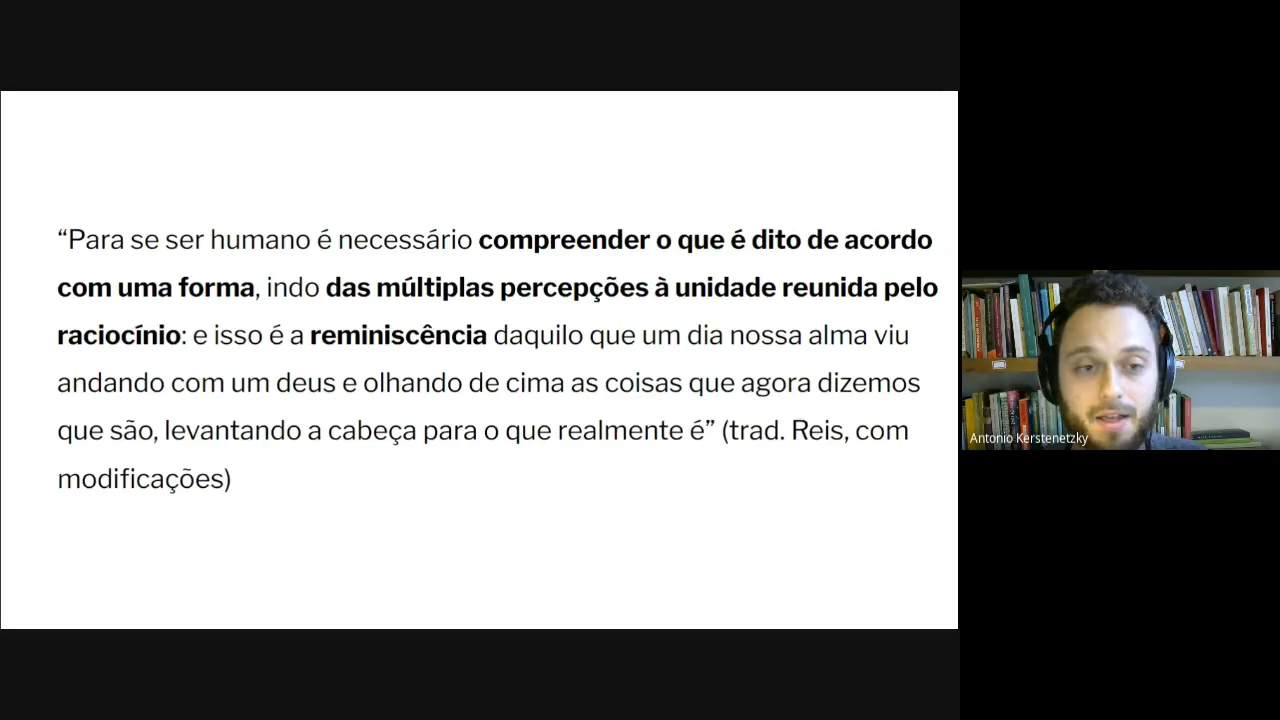 “Para se ser humano é necessário compreender o que é dito de acordo
com uma forma, indo das múltiplas percepções à unidade reunida pelo
raciocínio: e isso é a reminiscência daquilo que um dia nossa alma viu
andando com um deus e olhando de cima as coisas que agora dizemos
que são, levantando a cabeça para o que realmente é” (trad. Reis, com
modificações)
Antonio Kerstenetzky